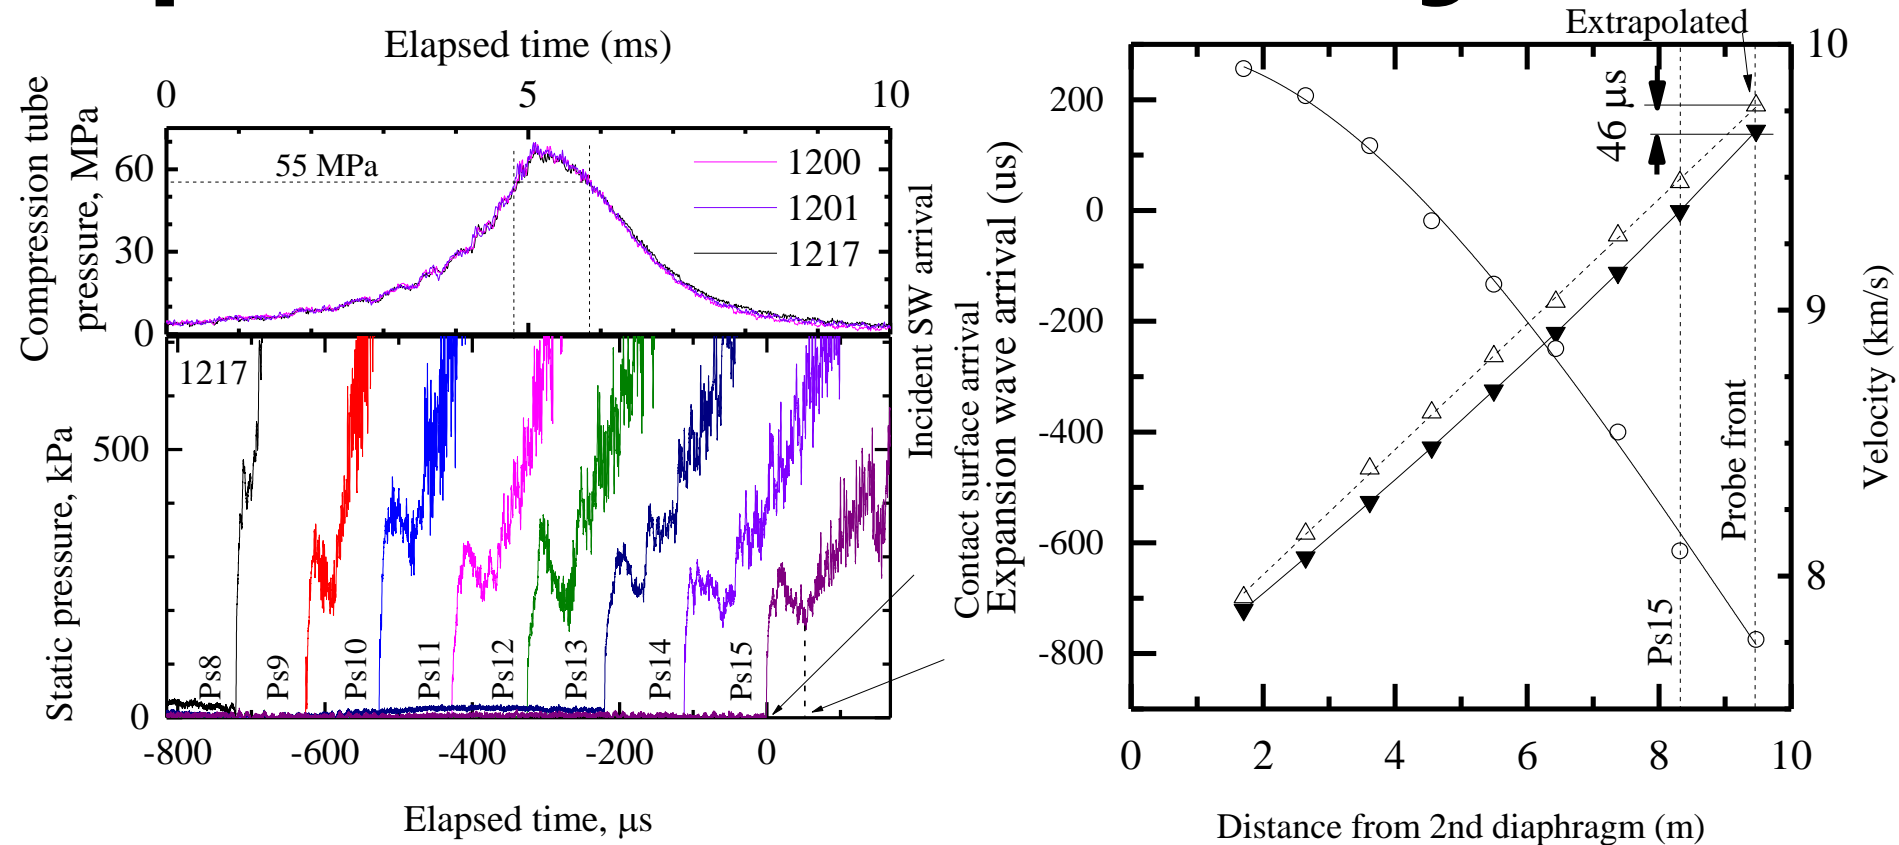 Elapsed time (ms)
0 5 10
Compression tube
pressure, MPa
60
30
0
55 MPa
1200
1201
1217
1217
Static pressure, kPa
500
0
Ps8
Ps9
Ps10
Ps11
Ps12
Ps13
Ps14
Ps15
-800 -600 -400 -200 0
Elapsed time, μs
Incident SW arrival
Contact surface arrival
Expansion wave arrival (us)
Extrapolated
200
0
-200
-400
-600
-800
46 μs
Ps15
Probe front
10
9
8
Velocity (km/s)
0 2 4 6 8 10
Distance from 2nd diaphragm (m)